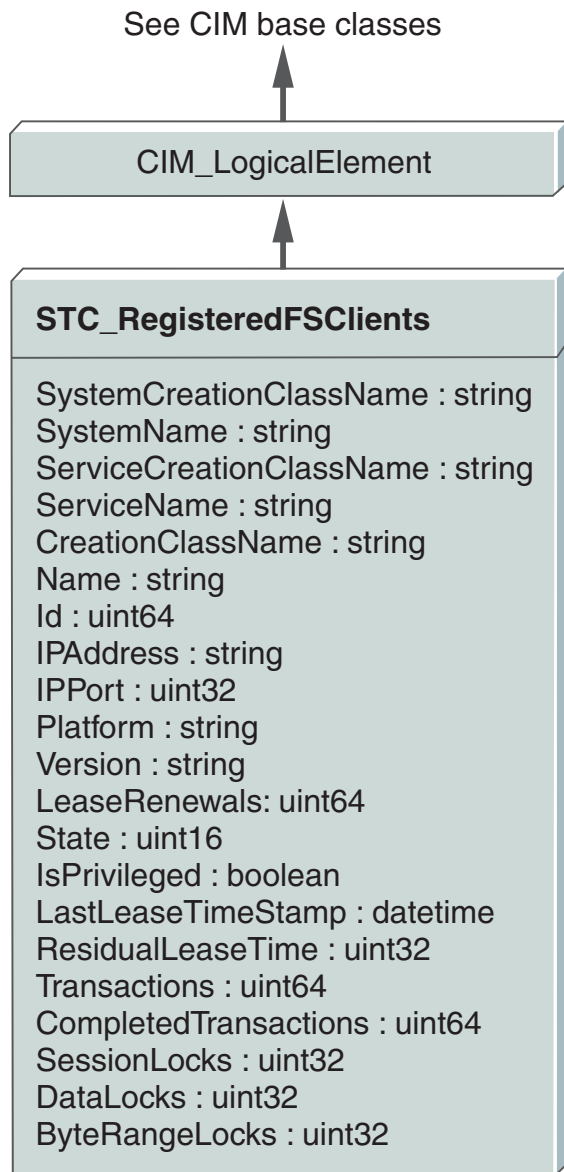 See CIM base classes
CIM_LogicalElement
STC_RegisteredFSClients
SystemCreationClassName : string
SystemName : string
ServiceCreationClassName : string
ServiceName : string
CreationClassName : string
Name : string
Id : uint64
IPAddress : string
IPPort : uint32
Platform : string
Version : string
LeaseRenewals: uint64
State : uint16
IsPrivileged : boolean
LastLeaseTimeStamp : datetime
ResidualLeaseTime : uint32
Transactions : uint64
CompletedTransactions : uint64
SessionLocks : uint32
DataLocks : uint32
ByteRangeLocks : uint32